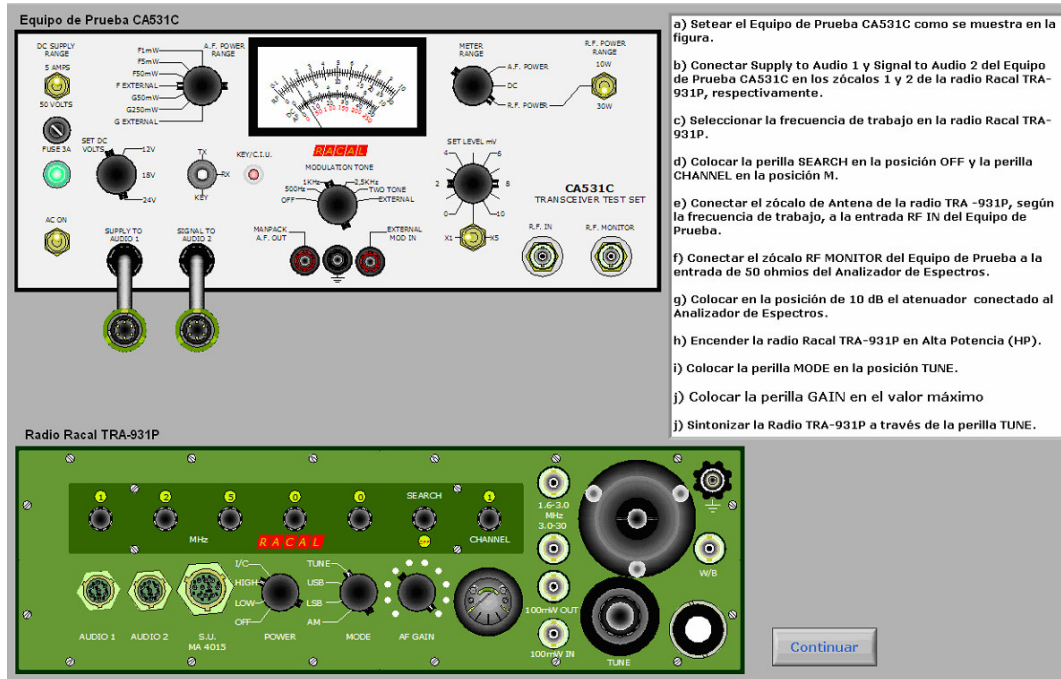 Equipo de Prueba CA531C
DC SUPPLY
RANGE
5 AMPS
50 VOLTS
FUSE 3A
F1mW
F5mW
F50mW
F EXTERNAL
G50mW
G250mW
G EXTERNAL
A.F. POWER
RANGE
METER
RANGE
A.F. POWER
DC
R.F. POWER
R.F. POWER
RANGE
10W
30W
SET DC
VOLTS
12V
18V
24V
TX
RX
KEY
KEY/C.I.U.
RACAL
MODULATION TONE
1KHz
2,5KHz
500Hz
TWO TONE
OFF
EXTERNAL
SET LEVEL mV
4
6
2
8
0
10
X1
X5
CA531C
TRANSCEIVER TEST SET
AC ON
SUPPLY TO
AUDIO 1
SIGNAL TO
AUDIO 2
MANPACK
A.F. OUT
EXTERNAL
MOD IN
R.F. IN
R.F. MONITOR
a) Setear el Equipo de Prueba CA531C como se muestra en la
figura.
b) Conectar Supply to Audio 1 y Signal to Audio 2 del Equipo
de Prueba CA531C en los zócalos 1 y 2 de la radio Racal TRA-
931P, respectivamente.
c) Seleccionar la frecuencia de trabajo en la radio Racal TRA-
931P.
d) Colocar la perilla SEARCH en la posición OFF y la perilla
CHANNEL en la posición M.
e) Conectar el zócalo de Antena de la radio TRA -931P, según
la frecuencia de trabajo, a la entrada RF IN del Equipo de
Prueba.
f) Conectar el zócalo RF MONITOR del Equipo de Prueba a la
entrada de 50 ohmios del Analizador de Espectros.
g) Colocar en la posición de 10 dB el atenuador conectado al
Analizador de Espectros.
h) Encender la radio Racal TRA-931P en Alta Potencia (HP).
i) Colocar la perilla MODE en la posición TUNE.
j) Colocar la perilla GAIN en el valor máximo
j) Sintonizar la Radio TRA-931P a través de la perilla TUNE.
Radio Racal TRA-931P
1
2
5
0
0
SEARCH
1
MHz
RACAL
OFF
CHANNEL
1.6-3.0
MHz
3.0-30
I/C
HIGH
LOW
OFF
TUNE
USB
LSB
AM
AUDIO 1
AUDIO 2
S.U.
MA 4015
POWER
MODE
AF GAIN
100mW OUT
100mW IN
TUNE
W/B
Continuar